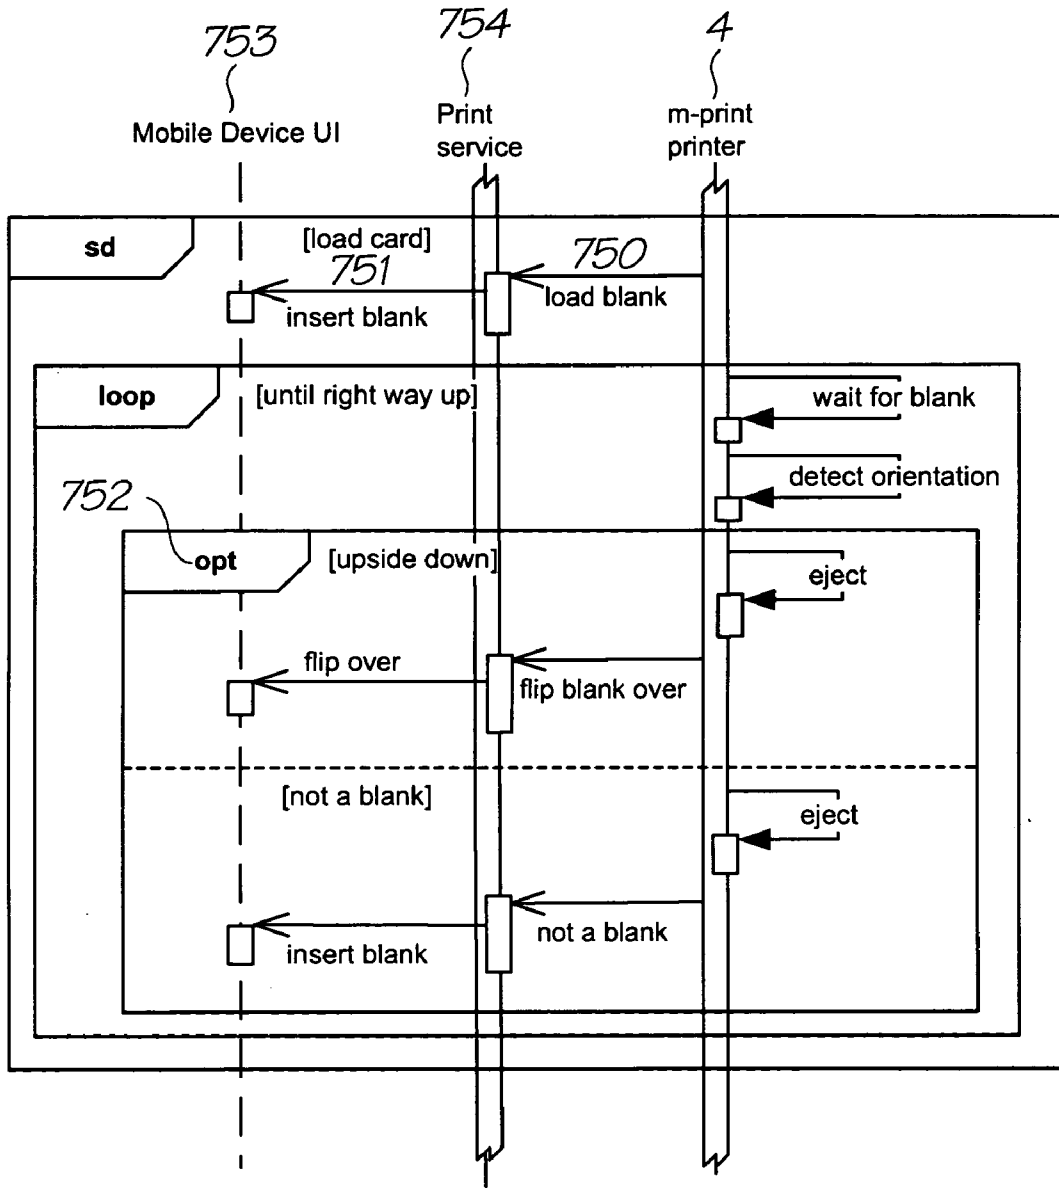 753
754
4
Mobile Device UI
Print
service
m-print
printer
sd
[load card]
751
750
insert blank
load blank
loop
[until right way up]
wait for blank
detect orientation
752
opt
[upside down]
eject
flip over
flip blank over
[not a blank]
eject
insert blank
not a blank